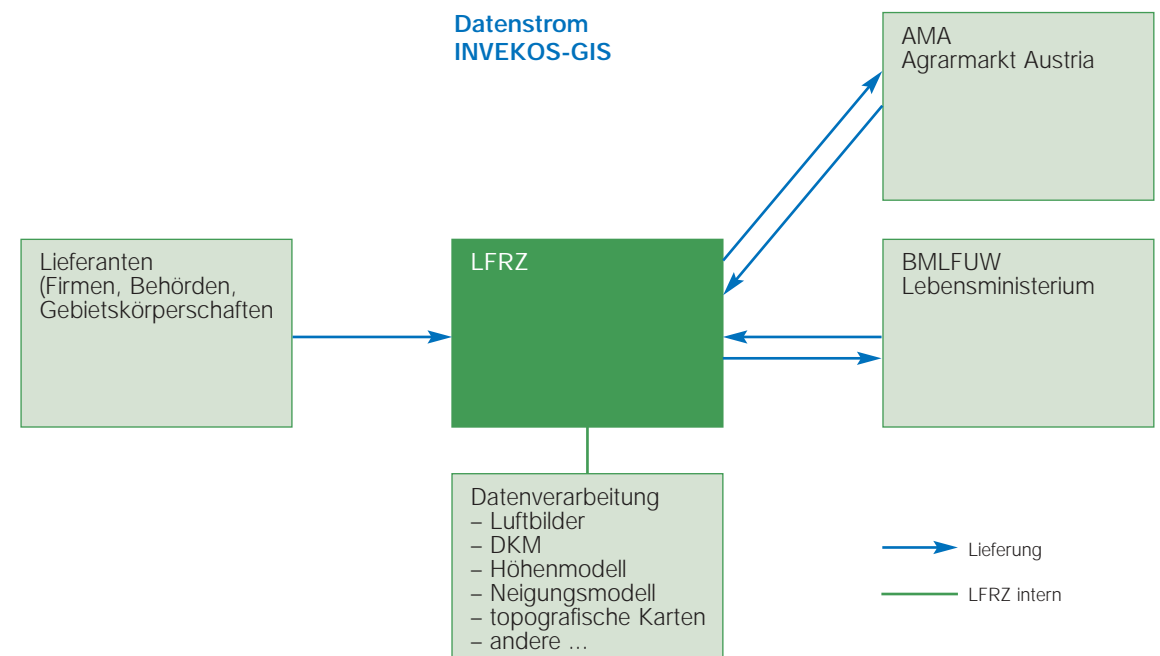 Datenstrom
INVEKOS-GIS
AMA
Agrarmarkt Austria
Lieferanten
(Firmen, Behörden,
Gebietskörperschaften
LFRZ
BMLFUW
Lebensministerium
Datenverarbeitung
– Luftbilder
– DKM
– Höhenmodell
– Neigungsmodell
– topografische Karten
– andere ...
Lieferung
LFRZ intern